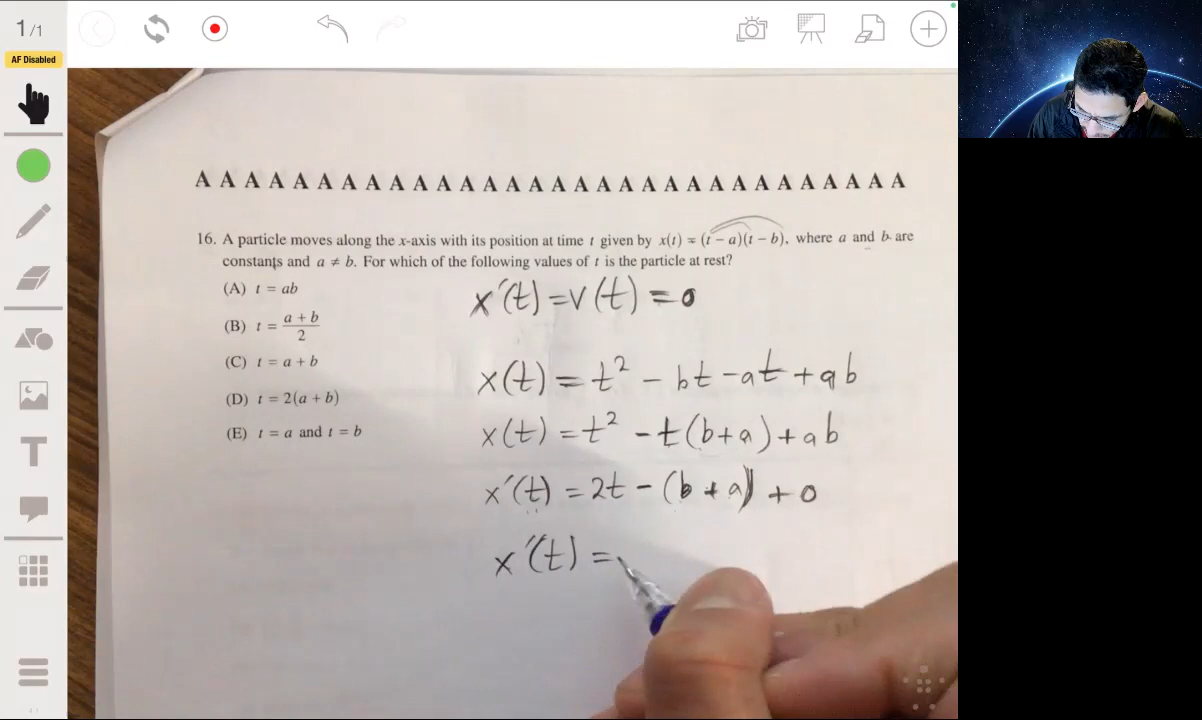 1/1
AF Disabled
A A A A A A A A A A A A A A A A A A A A A A A A A A A A A A
16. A particle moves along the x-axis with its position at time t given by x(t) = (t − a)(t − b), where a and b are
constants and a ≠ b. For which of the following values of t is the particle at rest?
(A) t = ab
(B) t = (a + b)/2
(C) t = a + b
(D) t = 2(a + b)
(E) t = a and t = b
x'(t) = v(t) = 0
x(t) = t² − bt − at + ab
x(t) = t² − t(b+a) + ab
x'(t) = 2t − (b + a) + 0
x'(t) =
T